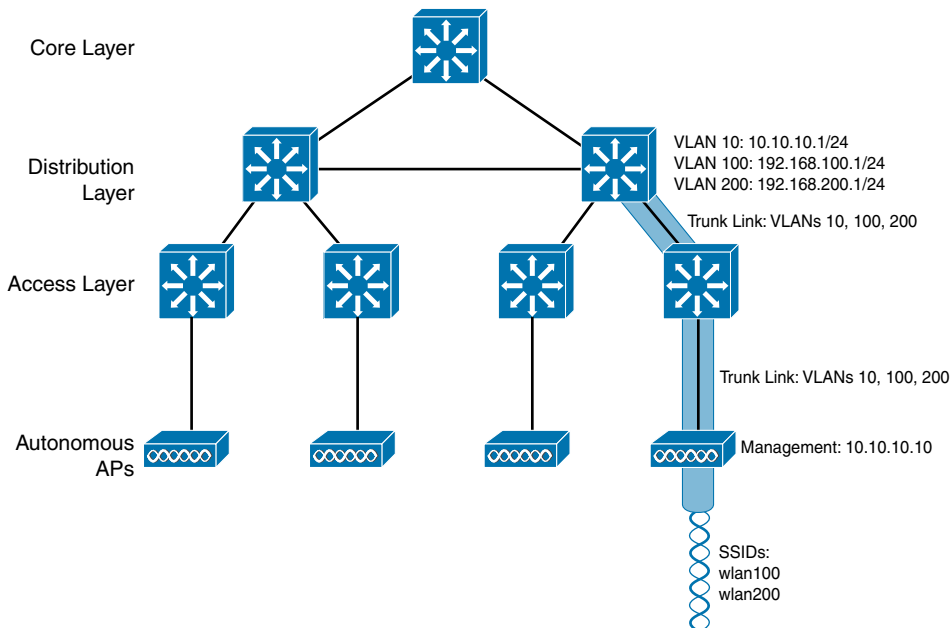 Core Layer
Distribution
Layer
VLAN 10: 10.10.10.1/24
VLAN 100: 192.168.100.1/24
VLAN 200: 192.168.200.1/24
Trunk Link: VLANs 10, 100, 200
Access Layer
Trunk Link: VLANs 10, 100, 200
Autonomous
APs
Management: 10.10.10.10
SSIDs:
wlan100
wlan200